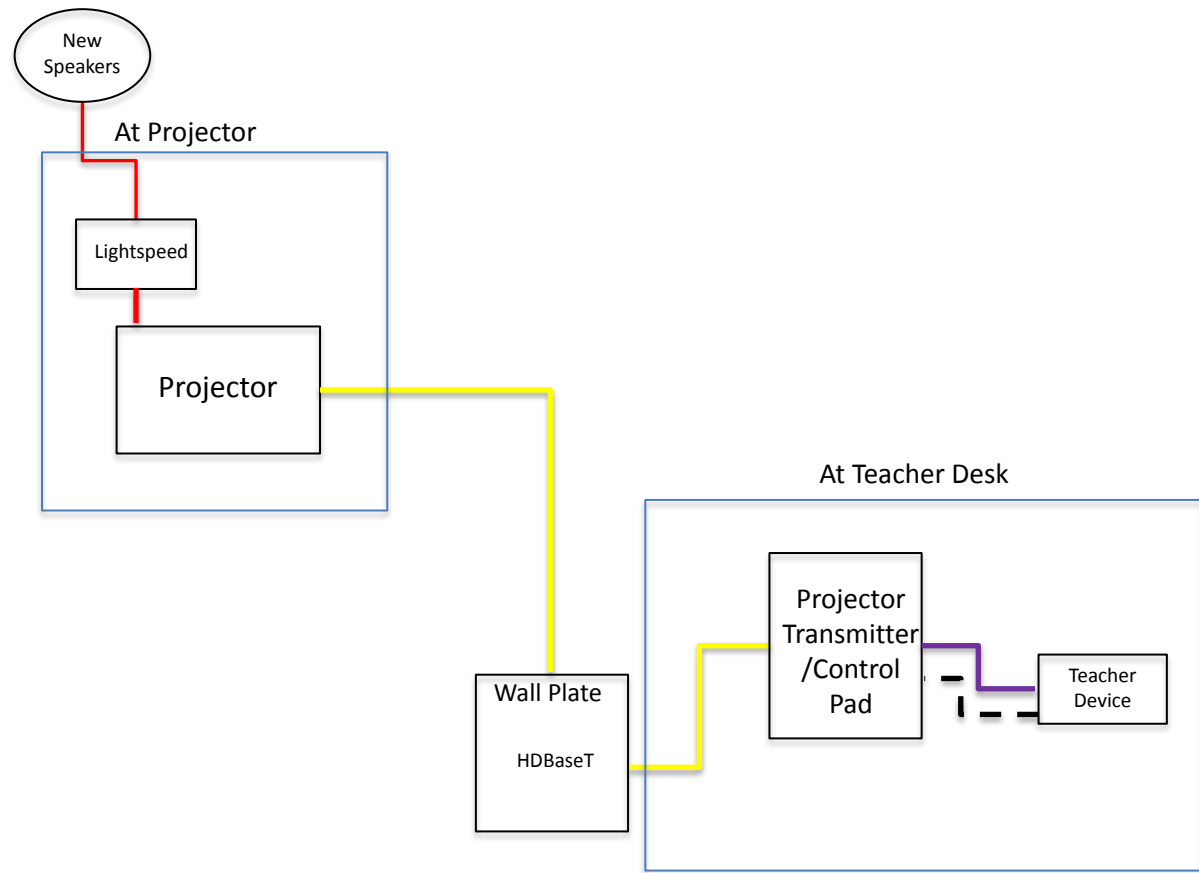 New
Speakers
At Projector
Lightspeed
Projector
At Teacher Desk
Projector
Transmitter
/Control
Pad
Teacher
Device
Wall Plate
HDBaseT